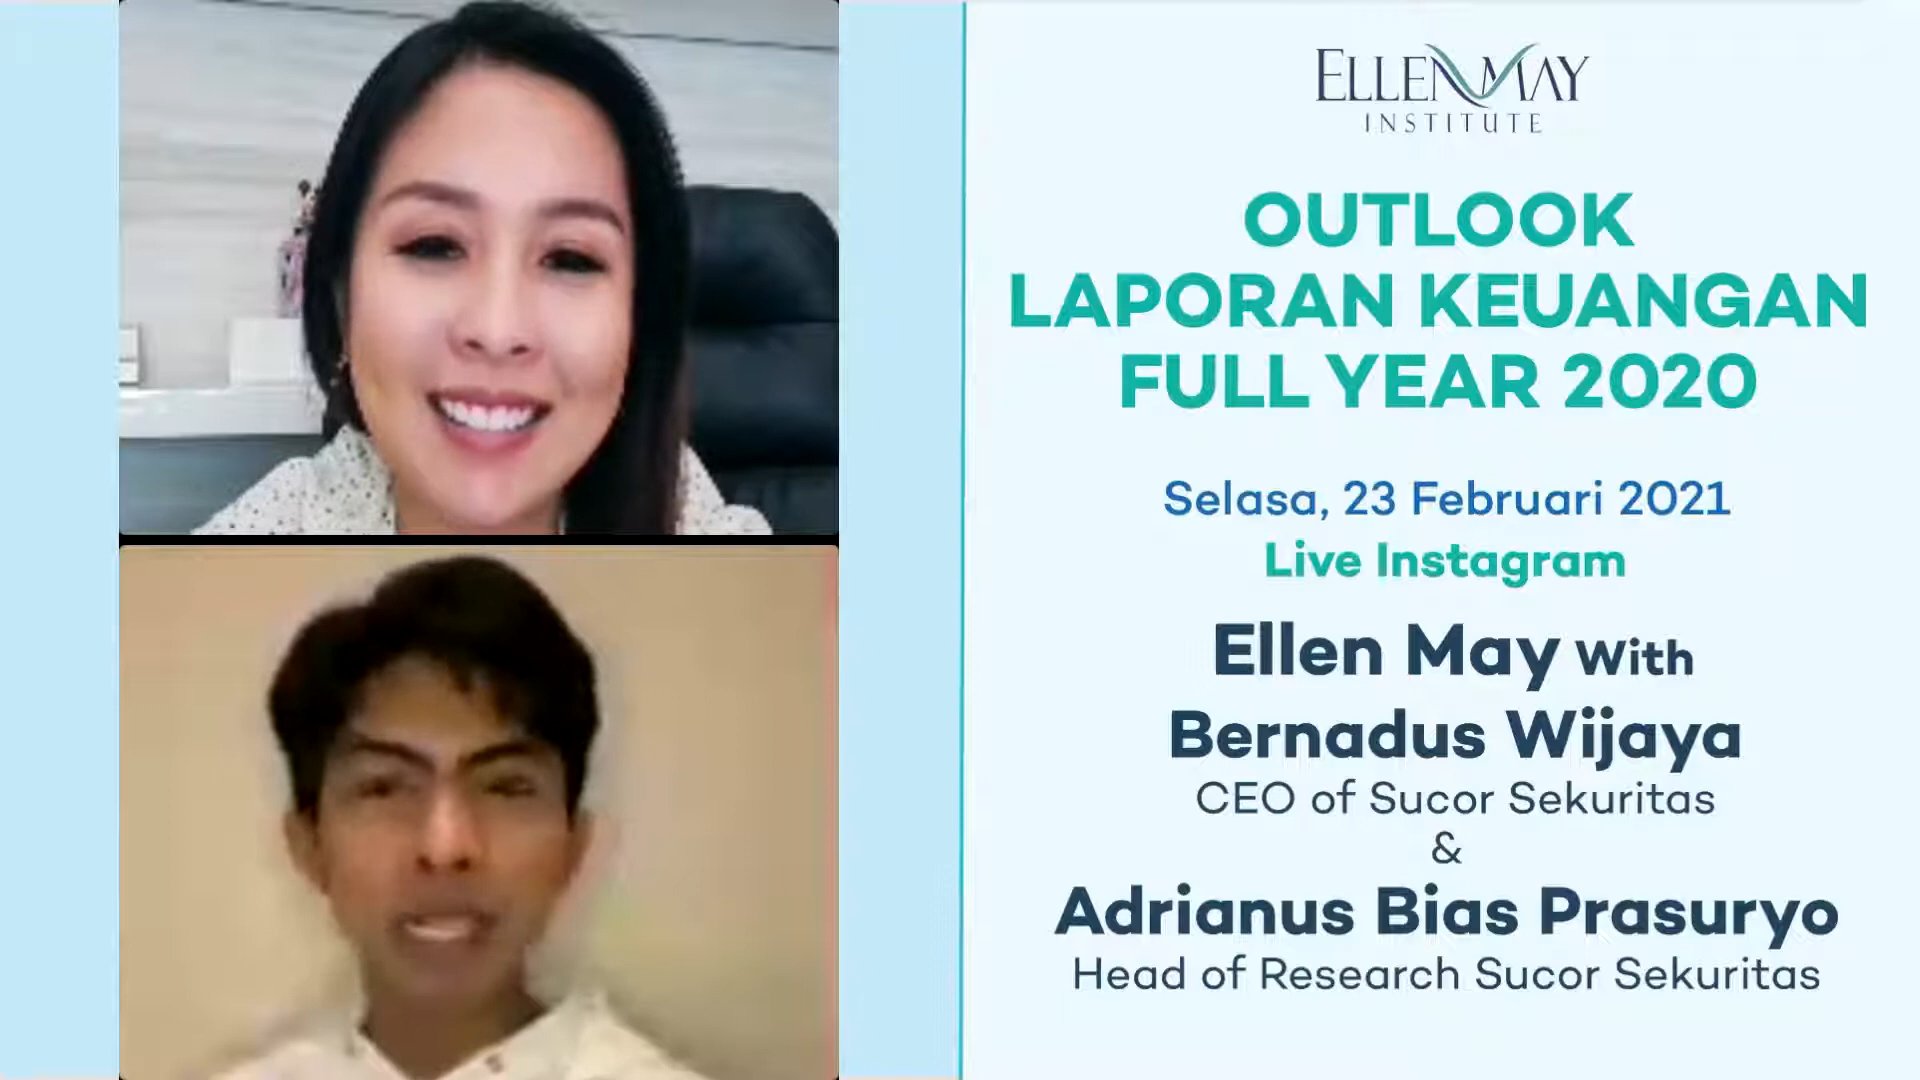 ELLEN MAY
INSTITUTE
OUTLOOK
LAPORAN KEUANGAN
FULL YEAR 2020
Selasa, 23 Februari 2021
Live Instagram
Ellen May With
Bernadus Wijaya
CEO of Sucor Sekuritas
&
Adrianus Bias Prasuryo
Head of Research Sucor Sekuritas